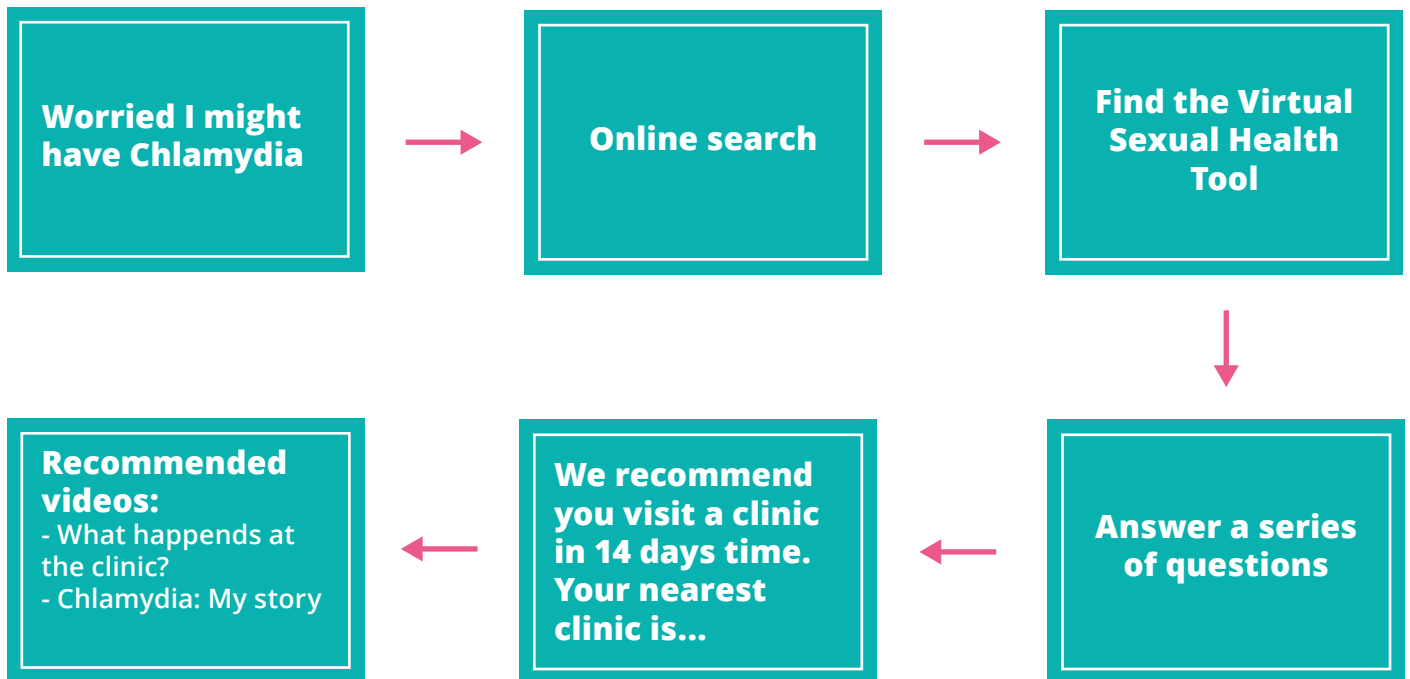 Worried I might
have Chlamydia
Online search
Find the Virtual
Sexual Health
Tool
Answer a series
of questions
We recommend
you visit a clinic
in 14 days time.
Your nearest
clinic is...
Recommended
videos:
- What happends at
the clinic?
- Chlamydia: My story